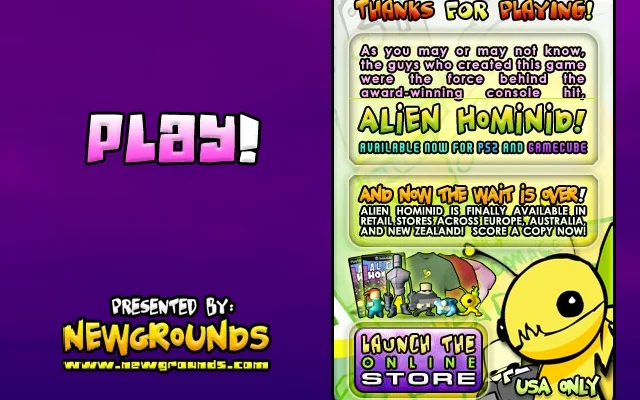 PLAY!
PRESENTED BY:
NEWGROUNDS
www.newgrounds.com
THANKS FOR PLAYING!
As you may or may not know,
the guys who created this game
were the force behind the
award-winning console hit,
ALIEN HOMINID!
AVAILABLE NOW FOR PS2 AND GAMECUBE
AND NOW THE WAIT IS OVER!
ALIEN HOMINID IS FINALLY AVAILABLE IN
RETAIL STORES ACROSS EUROPE, AUSTRALIA,
AND NEW ZEALAND! SCORE A COPY NOW!
LAUNCH THE
ONLINE
STORE
USA ONLY